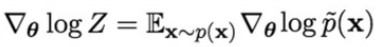 ∇_θ log Z = 𝔼_{x∼p(x)} ∇_θ log p̃(x)